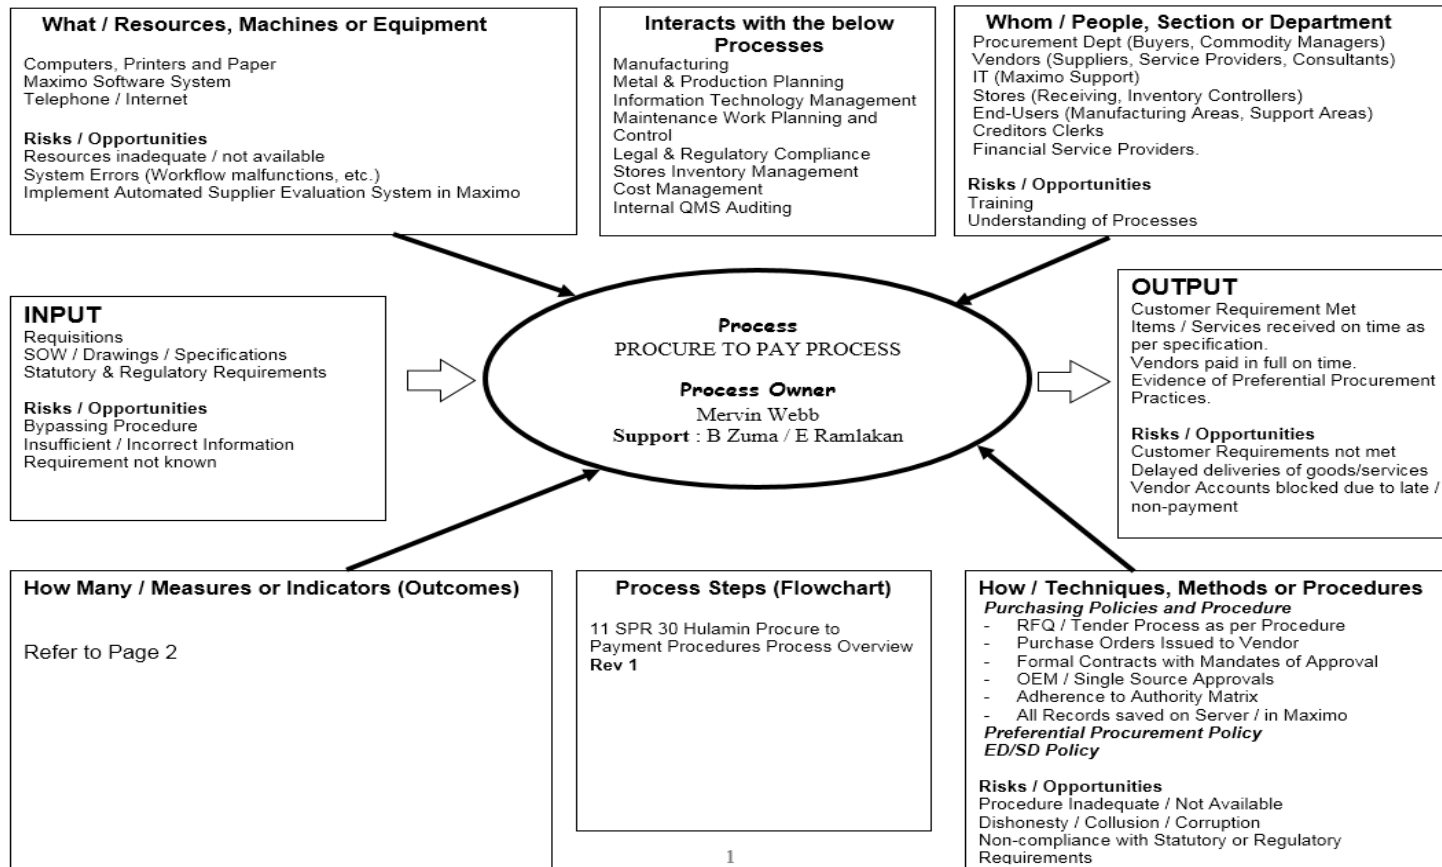 What / Resources, Machines or Equipment
Computers, Printers and Paper
Maximo Software System
Telephone / Internet
Risks / Opportunities
Resources inadequate / not available
System Errors (Workflow malfunctions, etc.)
Implement Automated Supplier Evaluation System in Maximo
Interacts with the below
Processes
Manufacturing
Metal & Production Planning
Information Technology Management
Maintenance Work Planning and
Control
Legal & Regulatory Compliance
Stores Inventory Management
Cost Management
Internal QMS Auditing
Whom / People, Section or Department
Procurement Dept (Buyers, Commodity Managers)
Vendors (Suppliers, Service Providers, Consultants)
IT (Maximo Support)
Stores (Receiving, Inventory Controllers)
End-Users (Manufacturing Areas, Support Areas)
Creditors Clerks
Financial Service Providers.
Risks / Opportunities
Training
Understanding of Processes
INPUT
Requisitions
SOW / Drawings / Specifications
Statutory & Regulatory Requirements
Risks / Opportunities
Bypassing Procedure
Insufficient / Incorrect Information
Requirement not known
Process
PROCURE TO PAY PROCESS
Process Owner
Mervin Webb
Support : B Zuma / E Ramlakan
OUTPUT
Customer Requirement Met
Items / Services received on time as
per specification.
Vendors paid in full on time.
Evidence of Preferential Procurement
Practices.
Risks / Opportunities
Customer Requirements not met
Delayed deliveries of goods/services
Vendor Accounts blocked due to late /
non-payment
How Many / Measures or Indicators (Outcomes)
Refer to Page 2
Process Steps (Flowchart)
11 SPR 30 Hulamin Procure to
Payment Procedures Process Overview
Rev 1
How / Techniques, Methods or Procedures
Purchasing Policies and Procedure
- RFQ / Tender Process as per Procedure
- Purchase Orders Issued to Vendor
- Formal Contracts with Mandates of Approval
- OEM / Single Source Approvals
- Adherence to Authority Matrix
- All Records saved on Server / in Maximo
Preferential Procurement Policy
ED/SD Policy
Risks / Opportunities
Procedure Inadequate / Not Available
Dishonesty / Collusion / Corruption
Non-compliance with Statutory or Regulatory
Requirements
1